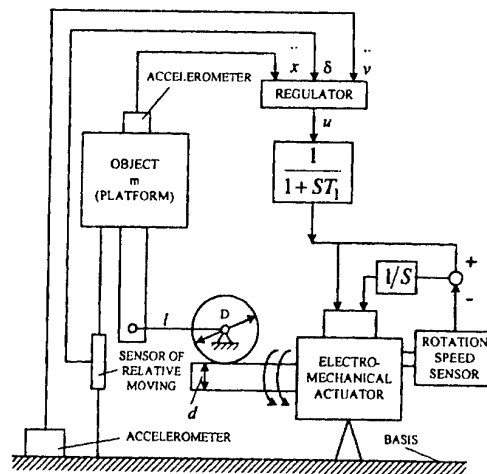 ẍ δ v̈
ACCELEROMETER
REGULATOR
u
OBJECT
m
(PLATFORM)
1
1 + ST₁
+
1/S
-
D
l
SENSOR OF
RELATIVE
MOVING
d
ELECTRO-
MECHANICAL
ACTUATOR
ROTATION
SPEED
SENSOR
ACCELEROMETER
BASIS